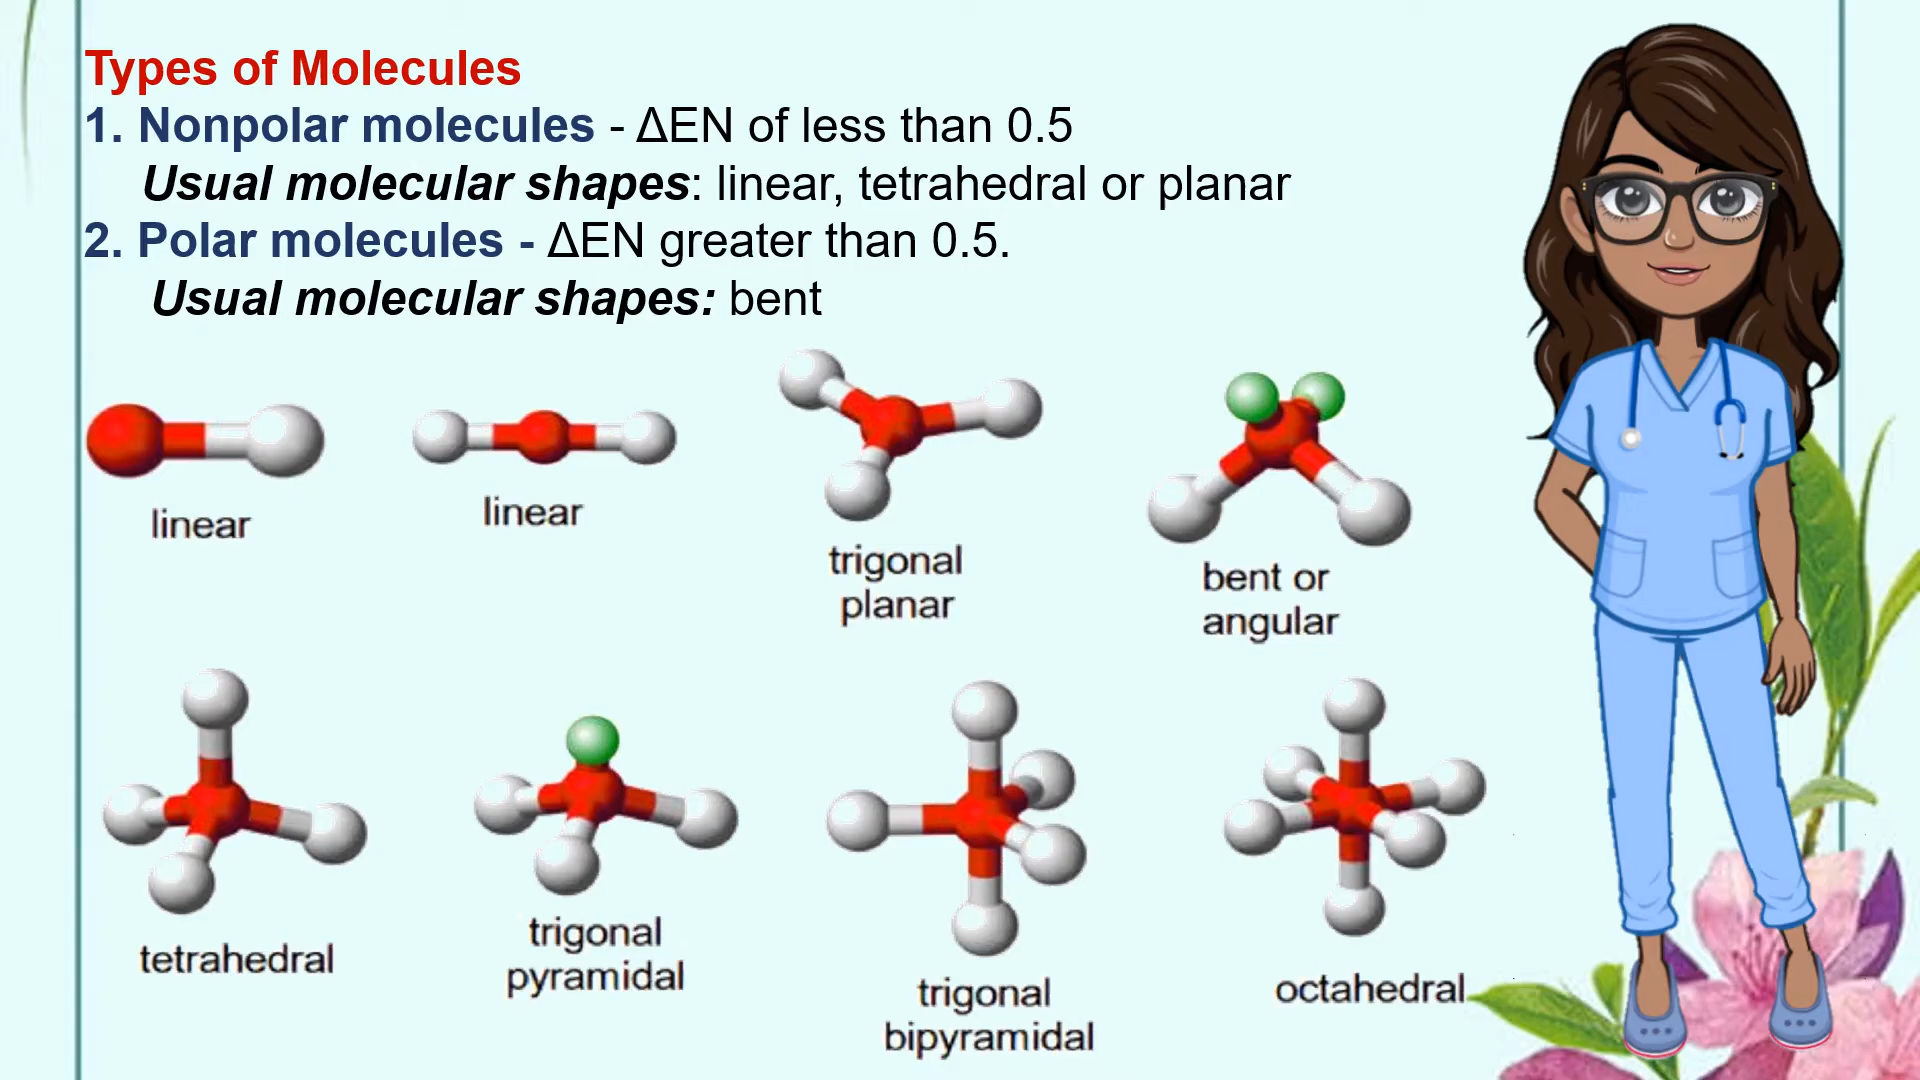 Types of Molecules
1. Nonpolar molecules - ΔEN of less than 0.5
Usual molecular shapes: linear, tetrahedral or planar
2. Polar molecules - ΔEN greater than 0.5.
Usual molecular shapes: bent
linear
linear
trigonal
planar
bent or
angular
tetrahedral
trigonal
pyramidal
trigonal
bipyramidal
octahedral